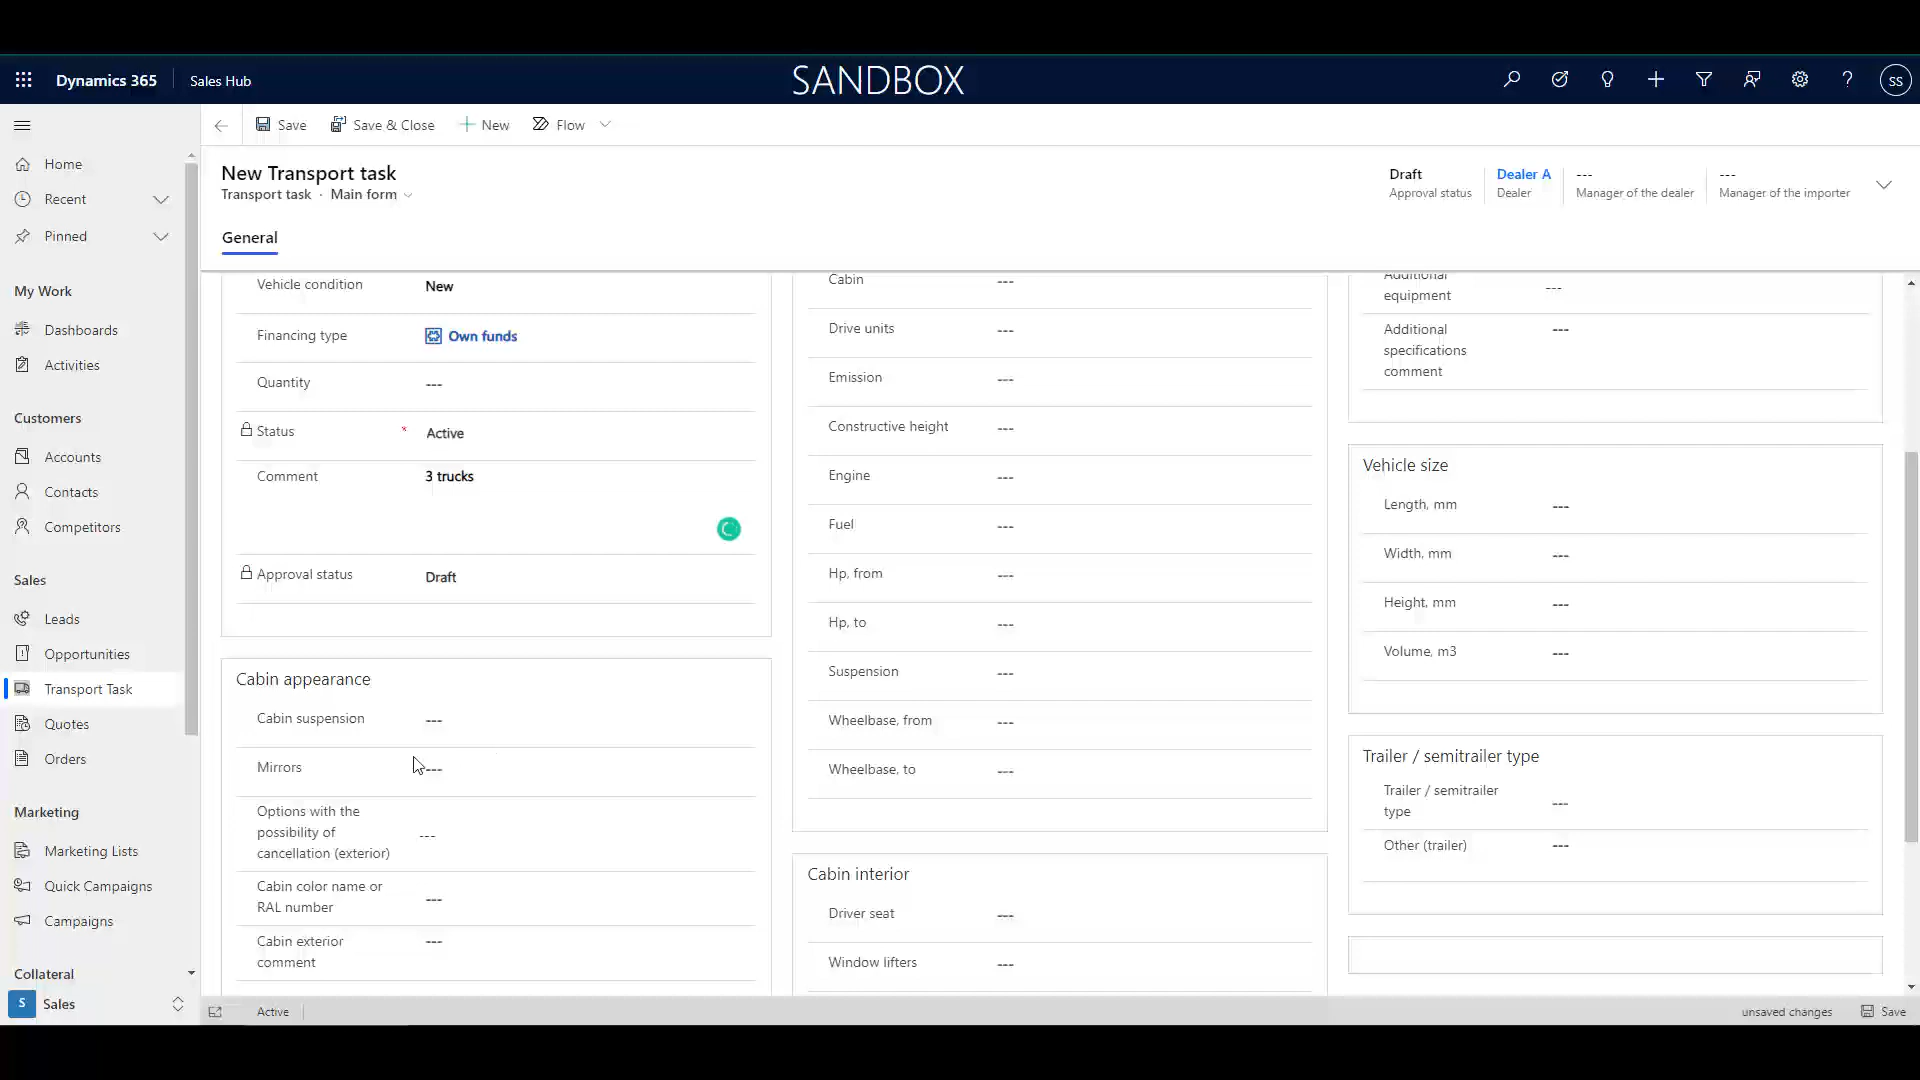 Dynamics 365
Sales Hub
SANDBOX
SS
Save
Save & Close
New
Flow
New Transport task
Transport task · Main form
Draft
Approval status
Dealer A
Dealer
---
Manager of the dealer
---
Manager of the importer
General
Home
Recent
Pinned
My Work
Dashboards
Activities
Customers
Accounts
Contacts
Competitors
Sales
Leads
Opportunities
Transport Task
Quotes
Orders
Marketing
Marketing Lists
Quick Campaigns
Campaigns
Collateral
S
Sales
Vehicle condition
New
Financing type
Own funds
Quantity
---
Status
*
Active
Comment
3 trucks
Approval status
Draft
Cabin appearance
Cabin suspension
---
Mirrors
---
Options with the
possibility of
cancellation (exterior)
---
Cabin color name or
RAL number
---
Cabin exterior
comment
---
Cabin
---
Drive units
---
Emission
---
Constructive height
---
Engine
---
Fuel
---
Hp, from
---
Hp, to
---
Suspension
---
Wheelbase, from
---
Wheelbase, to
---
Cabin interior
Driver seat
---
Window lifters
---
Additional
equipment
---
Additional
specifications
comment
---
Vehicle size
Length, mm
---
Width, mm
---
Height, mm
---
Volume, m3
---
Trailer / semitrailer type
Trailer / semitrailer
type
---
Other (trailer)
---
Active
unsaved changes
Save